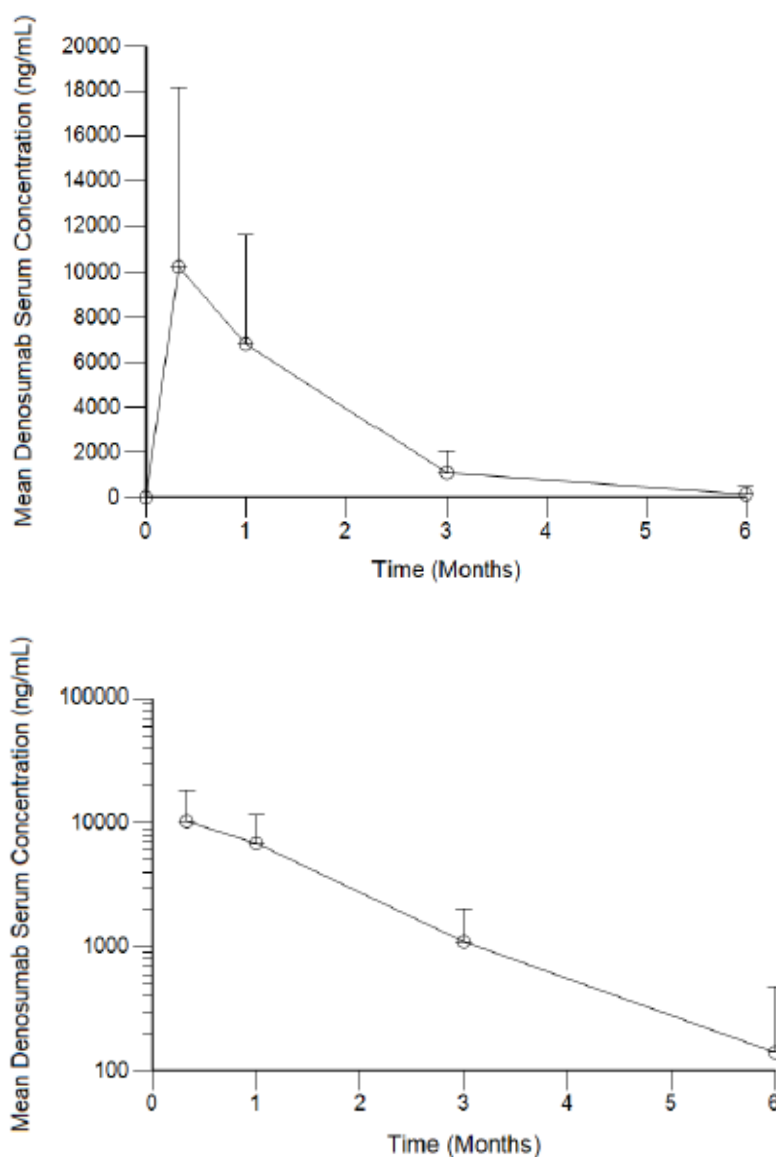 Mean Denosumab Serum Concentration (ng/mL)
20000
18000
16000
14000
12000
10000
8000
6000
4000
2000
0
0 1 2 3 4 5 6
Time (Months)
Mean Denosumab Serum Concentration (ng/mL)
100000
10000
1000
100
0 1 2 3 4 5 6
Time (Months)